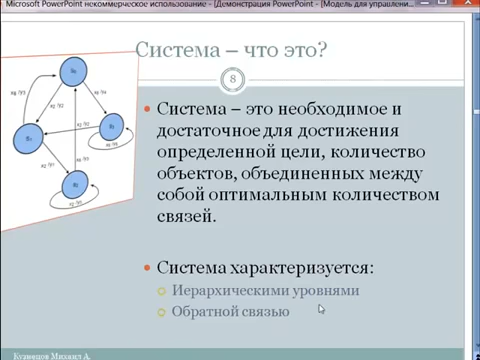 Microsoft PowerPoint некоммерческое использование - [Демонстрация PowerPoint - [Модель для управлени
Система – что это?
8
Система – это необходимое и
достаточное для достижения
определенной цели, количество
объектов, объединенных между
собой оптимальным количеством
связей.
Система характеризуется:
Иерархическими уровнями
Обратной связью
Кузнецов Михаил А.